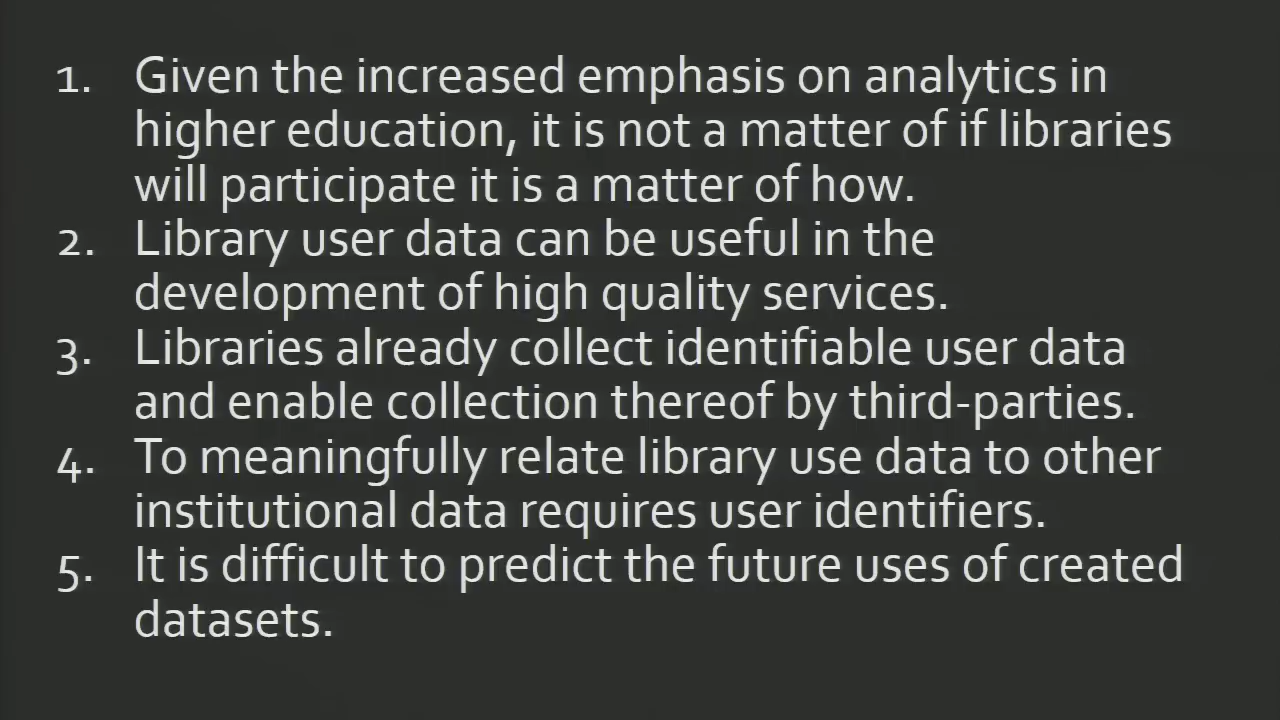 1. Given the increased emphasis on analytics in
higher education, it is not a matter of if libraries
will participate it is a matter of how.
2. Library user data can be useful in the
development of high quality services.
3. Libraries already collect identifiable user data
and enable collection thereof by third-parties.
4. To meaningfully relate library use data to other
institutional data requires user identifiers.
5. It is difficult to predict the future uses of created
datasets.